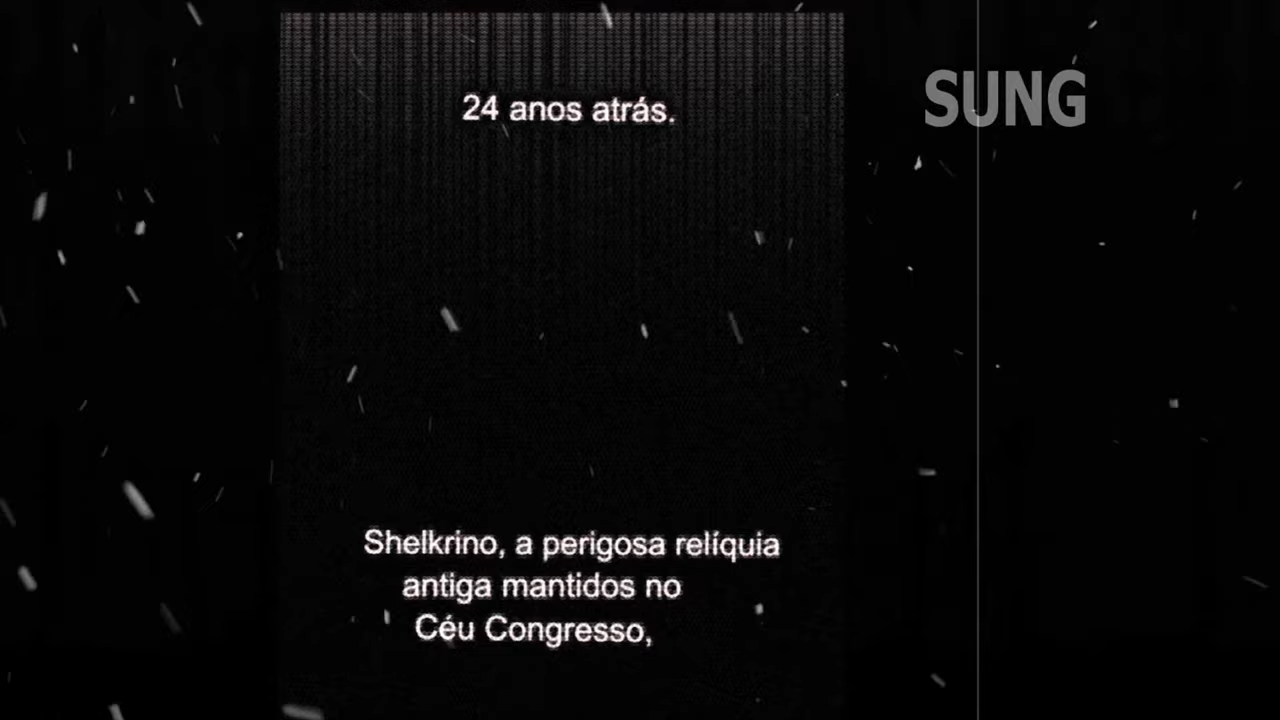 24 anos atrás.
SUNG
Shelkrino, a perigosa relíquia
antiga mantidos no
Céu Congresso,